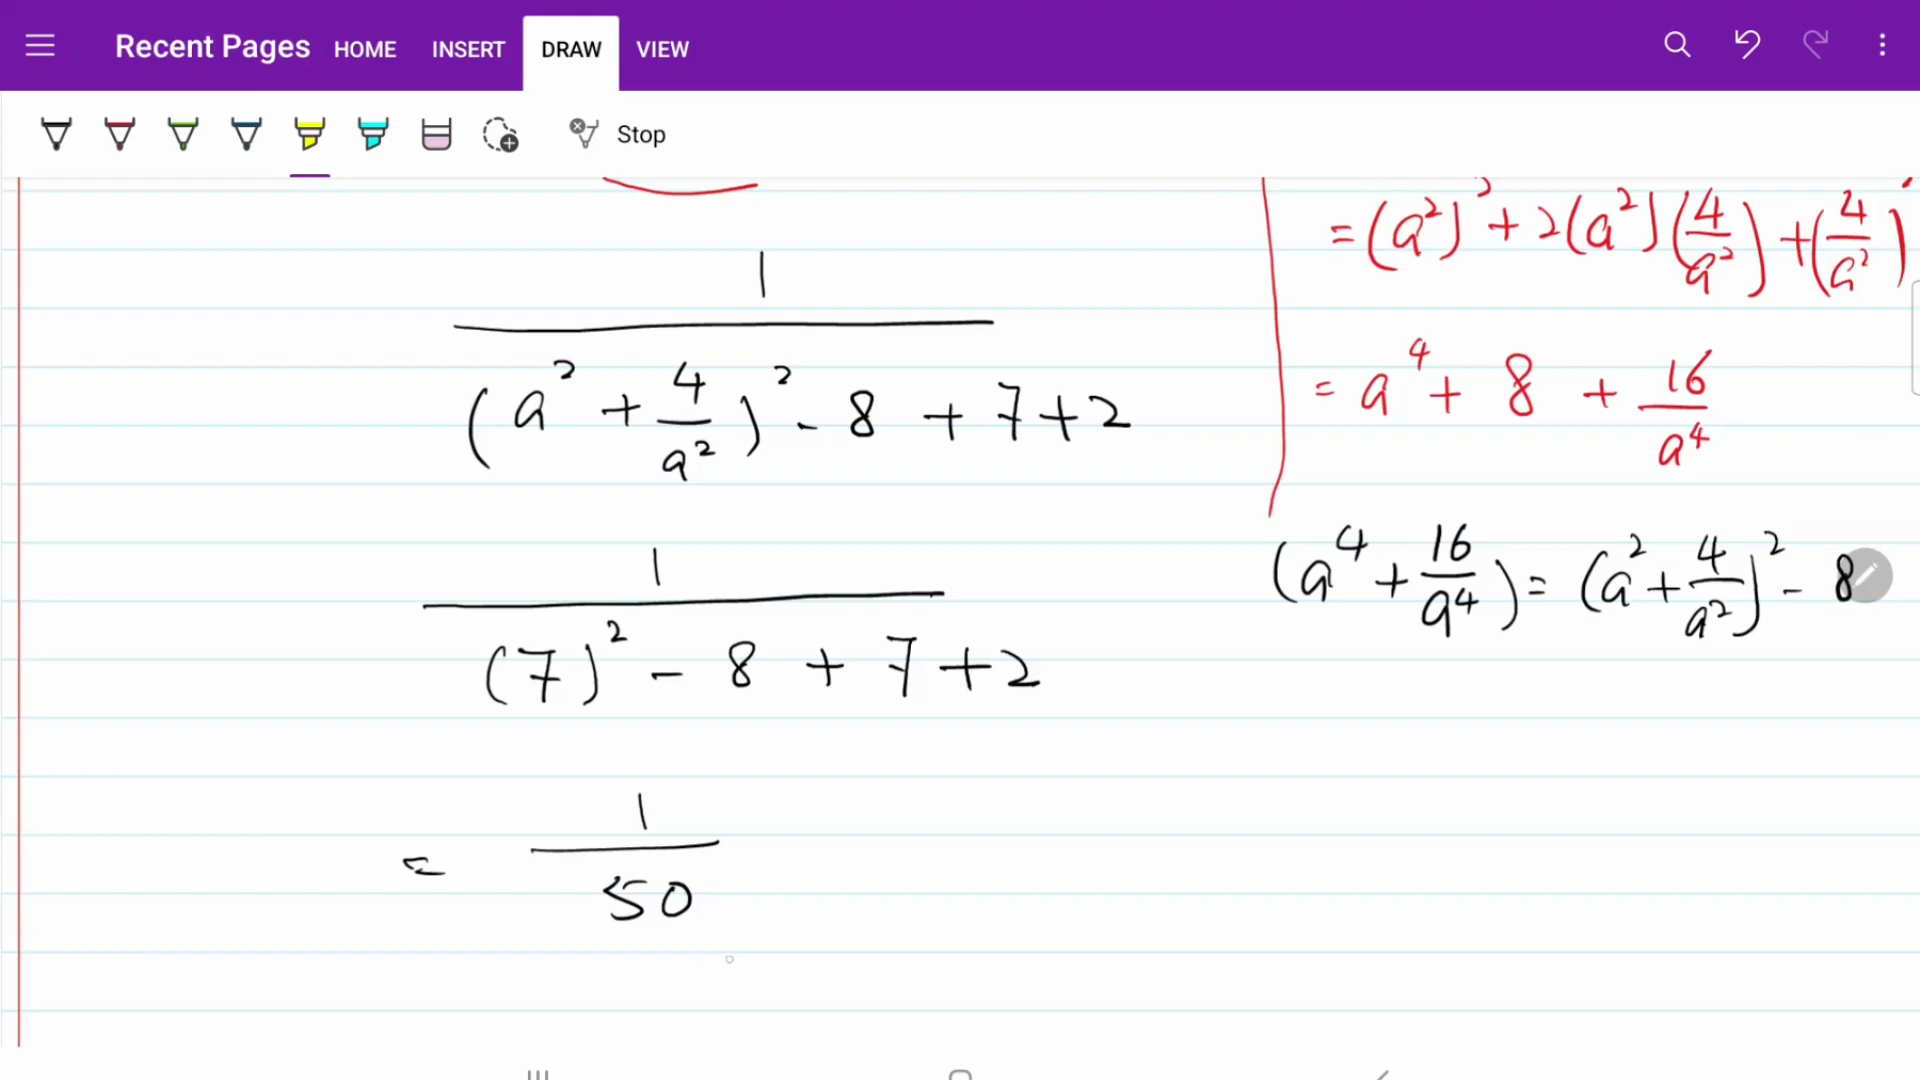 Recent Pages HOME INSERT DRAW VIEW
Stop
1
(a² + 4/a²)² - 8 + 7 + 2
1
(7)² - 8 + 7 + 2
= 1/50
= (a²)² + 2(a²)(4/a²) + (4/a²)²
= a⁴ + 8 + 16/a⁴
(a⁴ + 16/a⁴) = (a² + 4/a²)² - 8